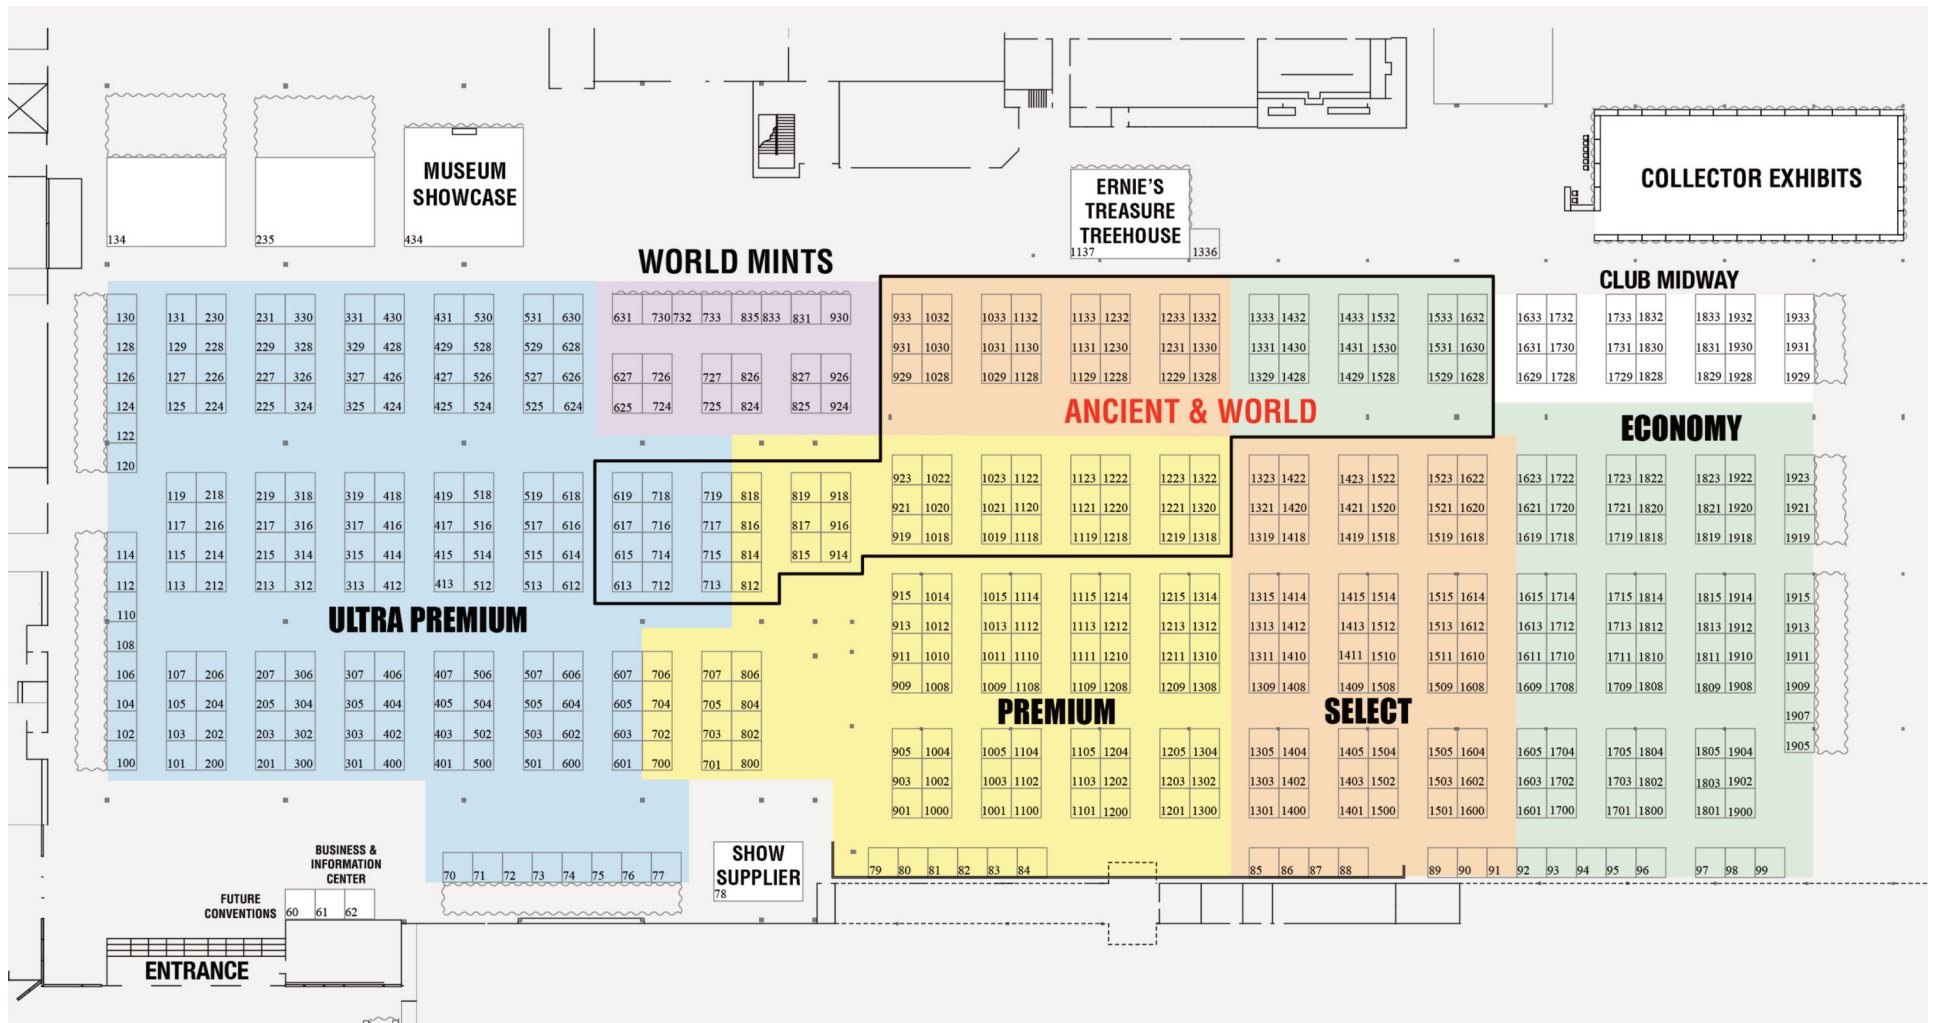 MUSEUM
SHOWCASE
134
235
434
ERNIE'S
TREASURE
TREEHOUSE
1137
1336
COLLECTOR EXHIBITS
WORLD MINTS
CLUB MIDWAY
130 131 230 231 330 331 430 431 530 531 630 631 730 732 733 835 833 831 930 933 1032 1033 1132 1133 1232 1233 1332 1333 1432 1433 1532 1533 1632 1633 1732 1733 1832 1833 1932 1933
128 129 228 229 328 329 428 429 528 529 628 931 1030 1031 1130 1131 1230 1231 1330 1331 1430 1431 1530 1531 1630 1631 1730 1731 1830 1831 1930 1931
126 127 226 227 326 327 426 427 526 527 626 627 726 727 826 827 926 929 1028 1029 1128 1129 1228 1229 1328 1329 1428 1429 1528 1529 1628 1629 1728 1729 1828 1829 1928 1929
124 125 224 225 324 325 424 425 524 525 624 625 724 725 824 825 924
ANCIENT & WORLD
ECONOMY
122
120
119 218 219 318 319 418 419 518 519 618 619 718 719 818 819 918
117 216 217 316 317 416 417 516 517 616 617 716 717 816 817 916
114 115 214 215 314 315 414 415 514 515 614 615 714 715 814 815 914
112 113 212 213 312 313 412 413 512 513 612 613 712 713 812
923 1022 1023 1122 1123 1222 1223 1322 1323 1422 1423 1522 1523 1622 1623 1722 1723 1822 1823 1922 1923
921 1020 1021 1120 1121 1220 1221 1320 1321 1420 1421 1520 1521 1620 1621 1720 1721 1820 1821 1920 1921
919 1018 1019 1118 1119 1218 1219 1318 1319 1418 1419 1518 1519 1618 1619 1718 1719 1818 1819 1918 1919
110
ULTRA PREMIUM
108
915 1014 1015 1114 1115 1214 1215 1314 1315 1414 1415 1514 1515 1614 1615 1714 1715 1814 1815 1914 1915
913 1012 1013 1112 1113 1212 1213 1312 1313 1412 1413 1512 1513 1612 1613 1712 1713 1812 1813 1912 1913
911 1010 1011 1110 1111 1210 1211 1310 1311 1410 1411 1510 1511 1610 1611 1710 1711 1810 1811 1910 1911
909 1008 1009 1108 1109 1208 1209 1308 1309 1408 1409 1508 1509 1608 1609 1708 1709 1808 1809 1908 1909
106 107 206 207 306 307 406 407 506 507 606 607 706 707 806
104 105 204 205 304 305 404 405 504 505 604 605 704 705 804
102 103 202 203 302 303 402 403 502 503 602 603 702 703 802
100 101 200 201 300 301 400 401 500 501 600 601 700 701 800
PREMIUM
SELECT
1907
1905
905 1004 1005 1104 1105 1204 1205 1304 1305 1404 1405 1504 1505 1604 1605 1704 1705 1804 1805 1904
903 1002 1003 1102 1103 1202 1203 1302 1303 1402 1403 1502 1503 1602 1603 1702 1703 1802 1803 1902
901 1000 1001 1100 1101 1200 1201 1300 1301 1400 1401 1500 1501 1600 1601 1700 1701 1800 1801 1900
70 71 72 73 74 75 76 77
SHOW
SUPPLIER
78
79 80 81 82 83 84 85 86 87 88 89 90 91 92 93 94 95 96 97 98 99
BUSINESS &
INFORMATION
CENTER
FUTURE
CONVENTIONS
60 61 62
ENTRANCE